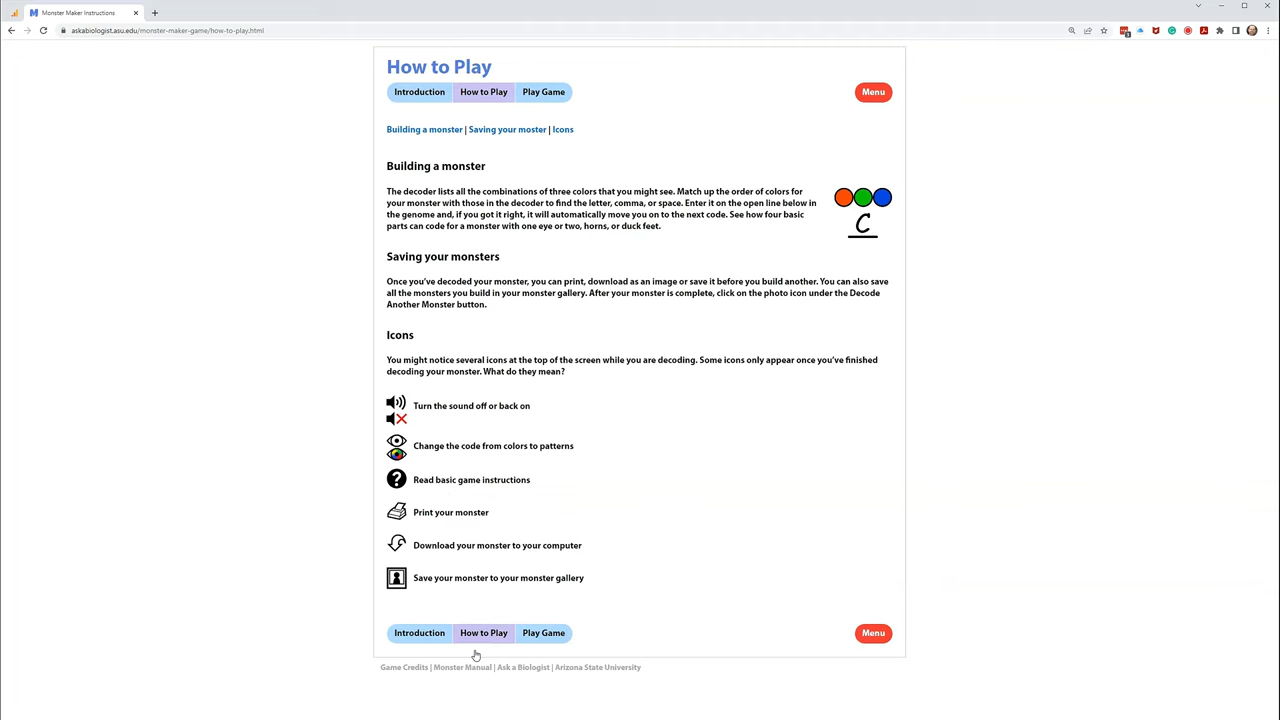 Monster Maker Instructions
askabiologist.asu.edu/monster-maker-game/how-to-play.html
How to Play
Introduction How to Play Play Game Menu
Building a monster | Saving your moster | Icons
Building a monster
The decoder lists all the combinations of three colors that you might see. Match up the order of colors for
your monster with those in the decoder to find the letter, comma, or space. Enter it on the open line below in
the genome and, if you got it right, it will automatically move you on to the next code. See how four basic
parts can code for a monster with one eye or two, horns, or duck feet.
C
Saving your monsters
Once you've decoded your monster, you can print, download as an image or save it before you build another. You can also save
all the monsters you build in your monster gallery. After your monster is complete, click on the photo icon under the Decode
Another Monster button.
Icons
You might notice several icons at the top of the screen while you are decoding. Some icons only appear once you've finished
decoding your monster. What do they mean?
Turn the sound off or back on
Change the code from colors to patterns
? Read basic game instructions
Print your monster
Download your monster to your computer
Save your monster to your monster gallery
Introduction How to Play Play Game Menu
Game Credits | Monster Manual | Ask a Biologist | Arizona State University